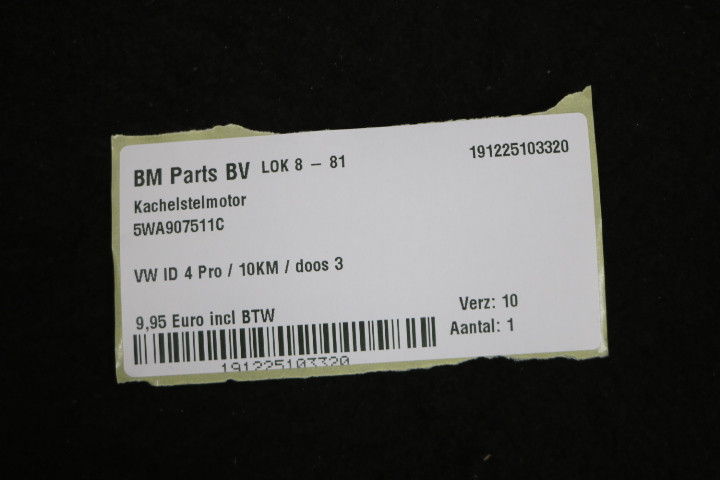 BM Parts BV LOK 8 – 81
191225103320
Kachelstelmotor
5WA907511C
VW ID 4 Pro / 10KM / doos 3
9,95 Euro incl BTW
Verz: 10
Aantal: 1
191225103320